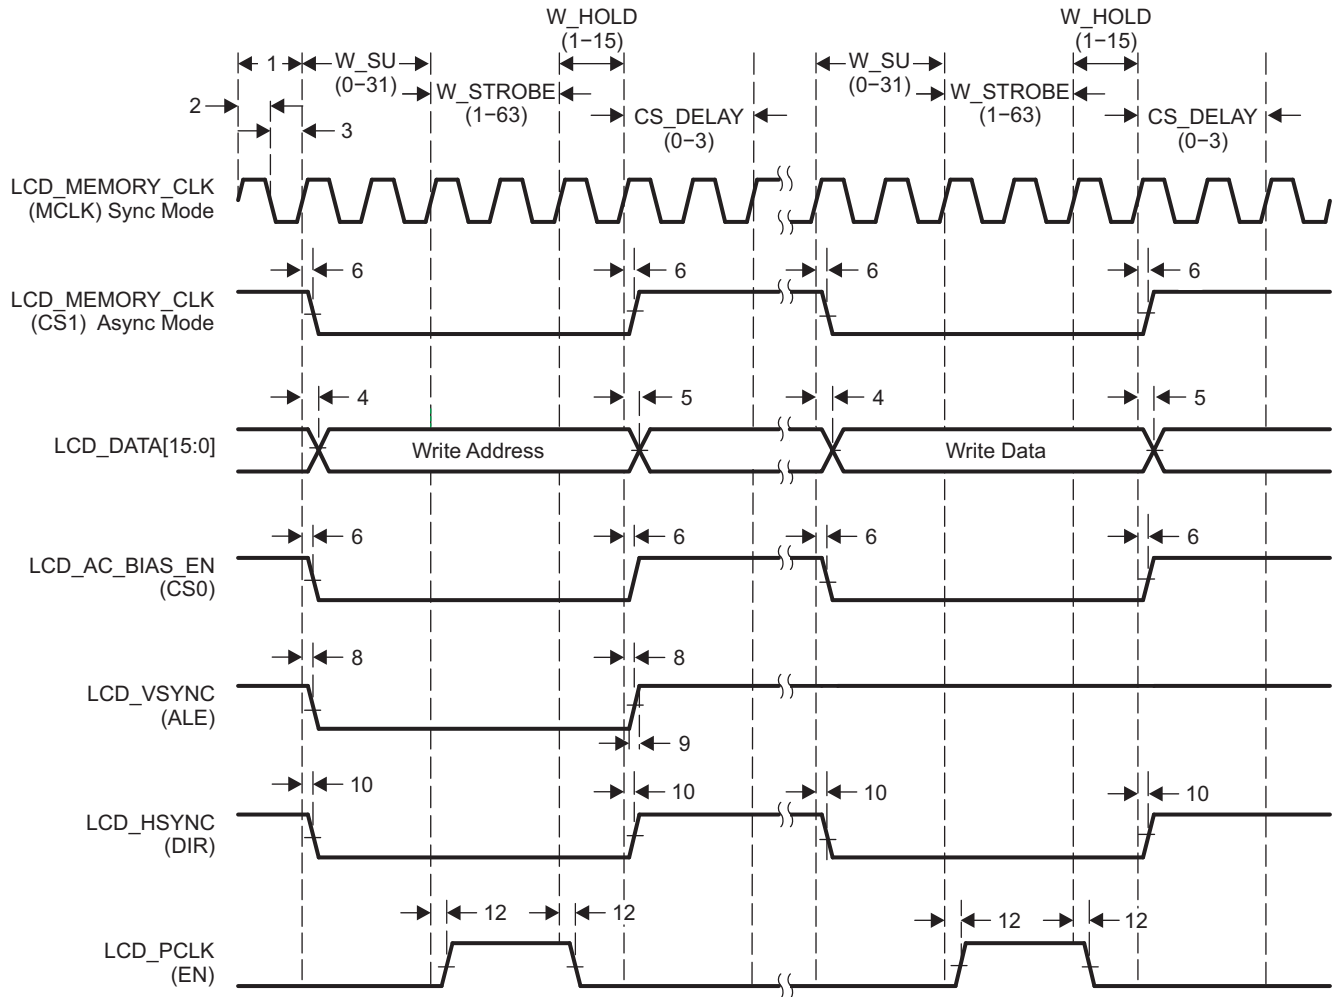 W_HOLD W_HOLD
(1−15) (1−15)
1 W_SU W_SU
(0−31) (0−31)
2 W_STROBE W_STROBE
(1−63) (1−63)
CS_DELAY CS_DELAY
3 (0−3) (0−3)
LCD_MEMORY_CLK
(MCLK) Sync Mode
6 6 6 6
LCD_MEMORY_CLK
(CS1) Async Mode
4 5 4 5
LCD_DATA[15:0] Write Address Write Data
6 6 6 6
LCD_AC_BIAS_EN
(CS0)
8 8
LCD_VSYNC
(ALE)
9
10 10 10 10
LCD_HSYNC
(DIR)
12 12 12 12
LCD_PCLK
(EN)